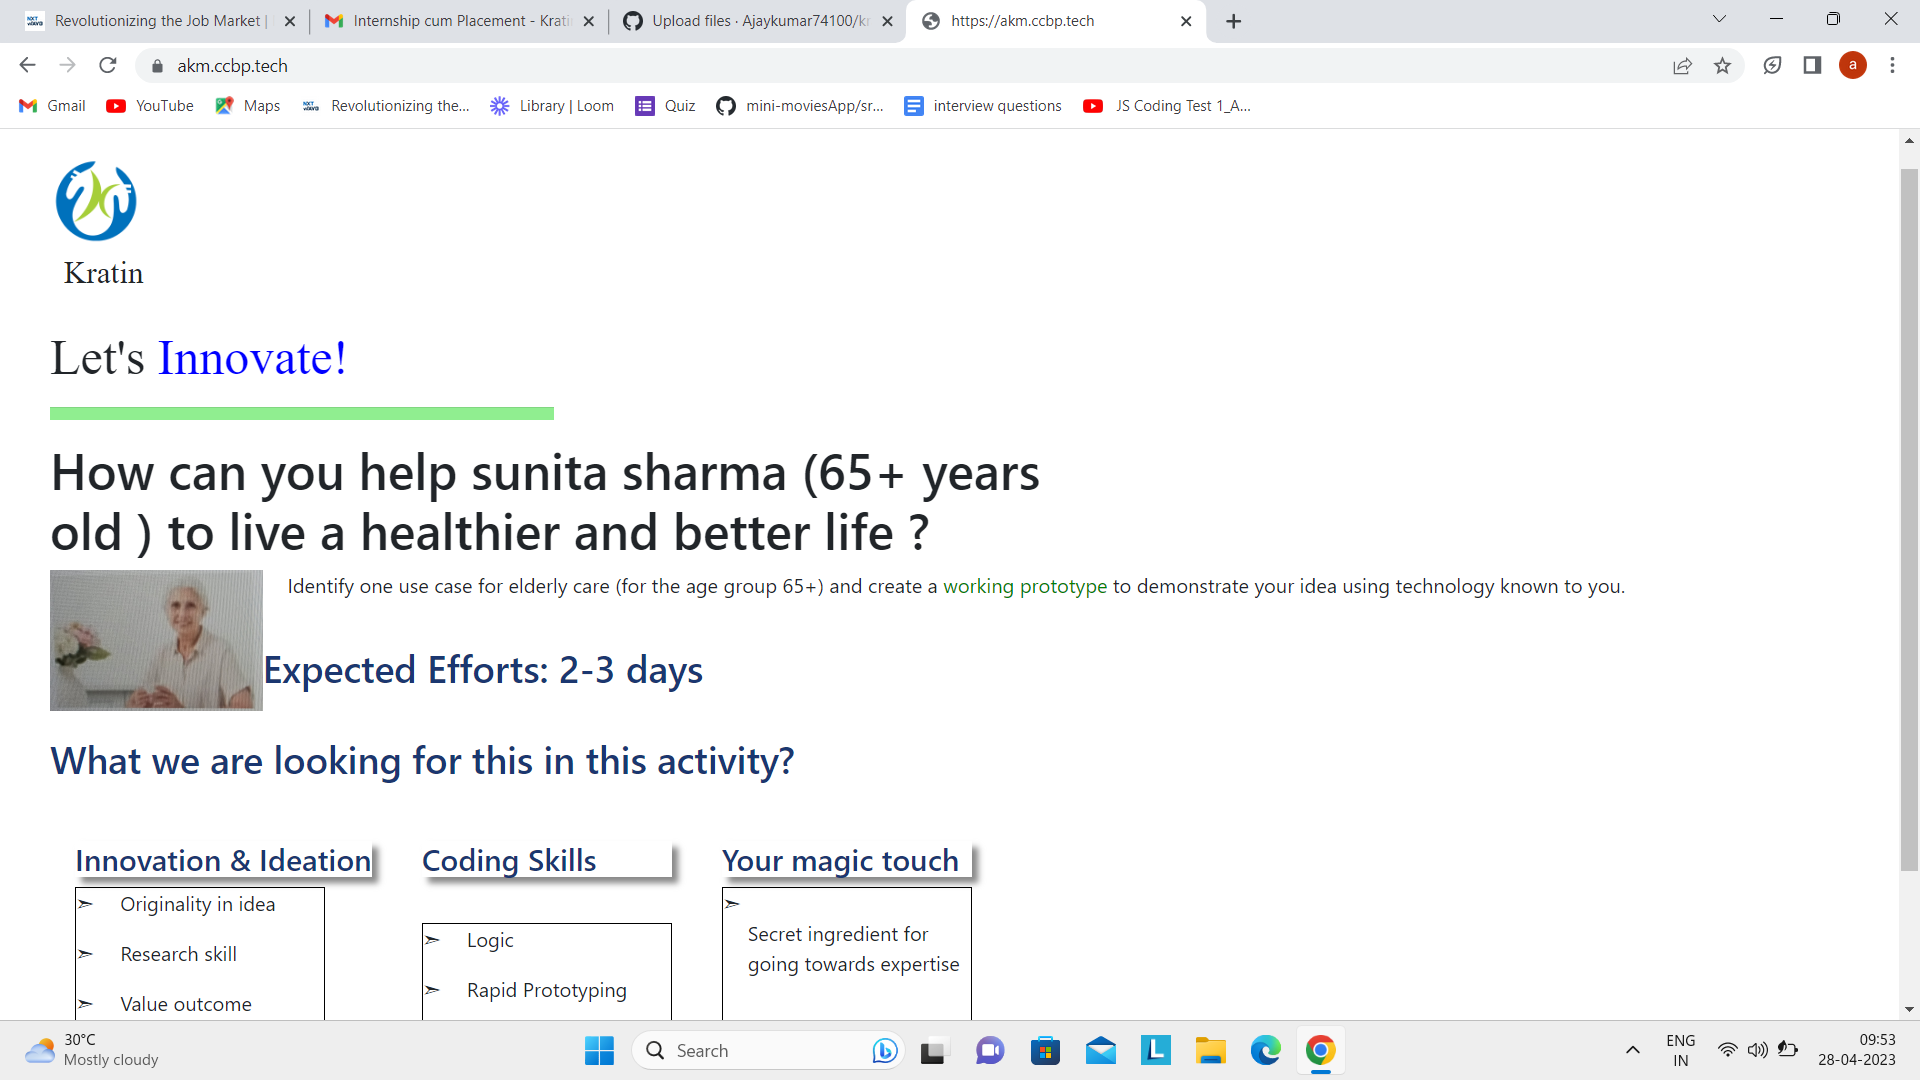 Revolutionizing the Job Market |
Internship cum Placement - Krati
Upload files · Ajaykumar74100/kr
https://akm.ccbp.tech
akm.ccbp.tech
a
Gmail
YouTube
Maps
Revolutionizing the...
Library | Loom
Quiz
mini-moviesApp/sr...
interview questions
JS Coding Test 1_A...
Kratin
Let's Innovate!
How can you help sunita sharma (65+ years
old ) to live a healthier and better life ?
Identify one use case for elderly care (for the age group 65+) and create a working prototype to demonstrate your idea using technology known to you.
Expected Efforts: 2-3 days
What we are looking for this in this activity?
Innovation & Ideation
➣ Originality in idea
➣ Research skill
➣ Value outcome
Coding Skills
➣ Logic
➣ Rapid Prototyping
Your magic touch
➣
Secret ingredient for
going towards expertise
30°C
Mostly cloudy
Search
L
ENG
IN
09:53
28-04-2023